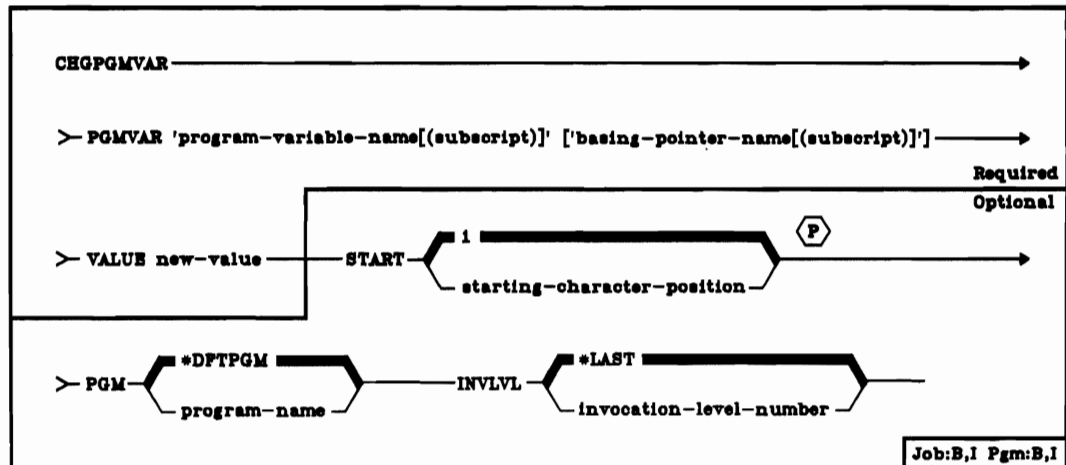 CHGPGMVAR
PGMVAR 'program-variable-name[(subscript)]' ['basing-pointer-name[(subscript)]']
Required
Optional
1
P
VALUE new-value START
starting-character-position
*DFTPGM *LAST
PGM INVLVL
program-name invocation-level-number
Job:B,I Pgm:B,I